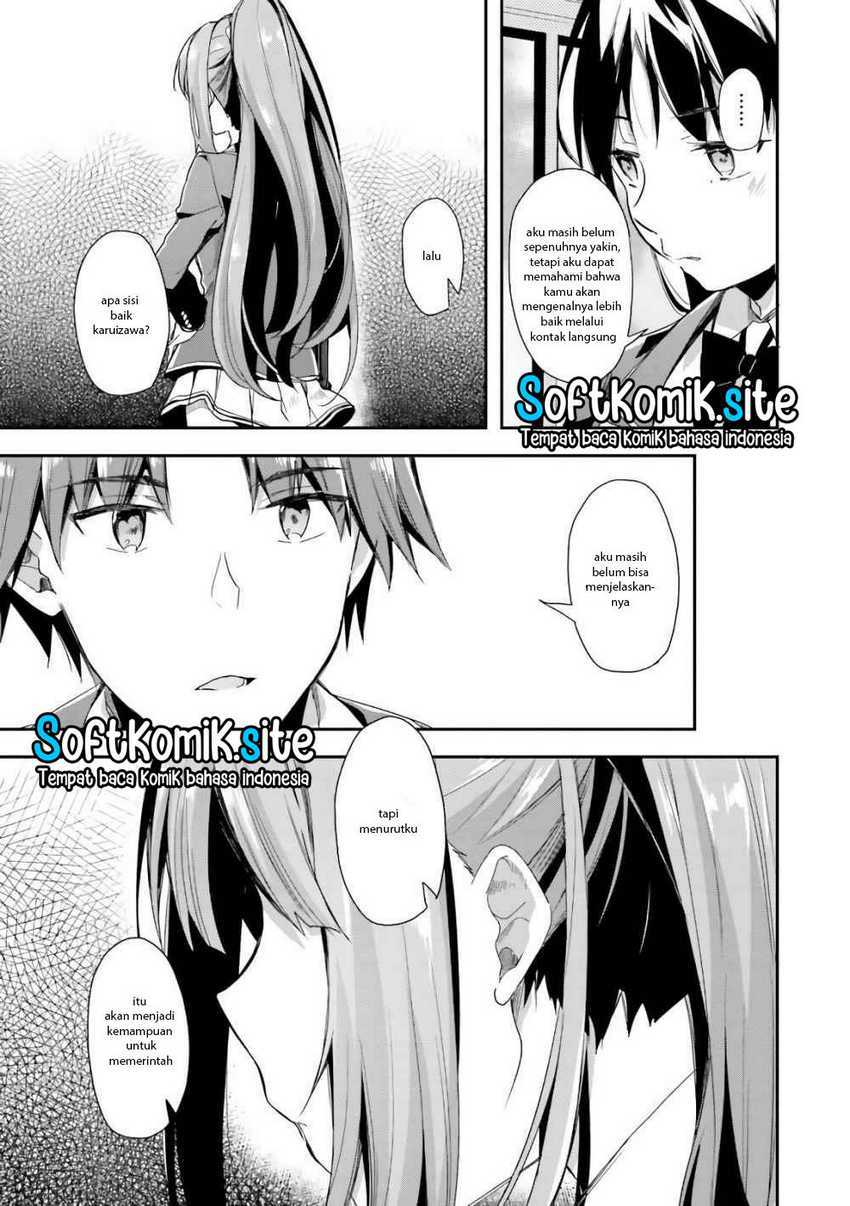 ........
aku masih belum
sepenuhnya yakin,
tetapi aku dapat
memahami bahwa
kamu akan
mengenalnya lebih
baik melalui
kontak langsung
lalu
apa sisi
baik
karuizawa?
SoftKomik.site
Tempat baca Komik bahasa indonesia
aku masih
belum bisa
menjelaskan-
nya
SoftKomik.site
Tempat baca Komik bahasa indonesia
tapi
menurutku
itu
akan menjadi
kemampuan
untuk
memerintah